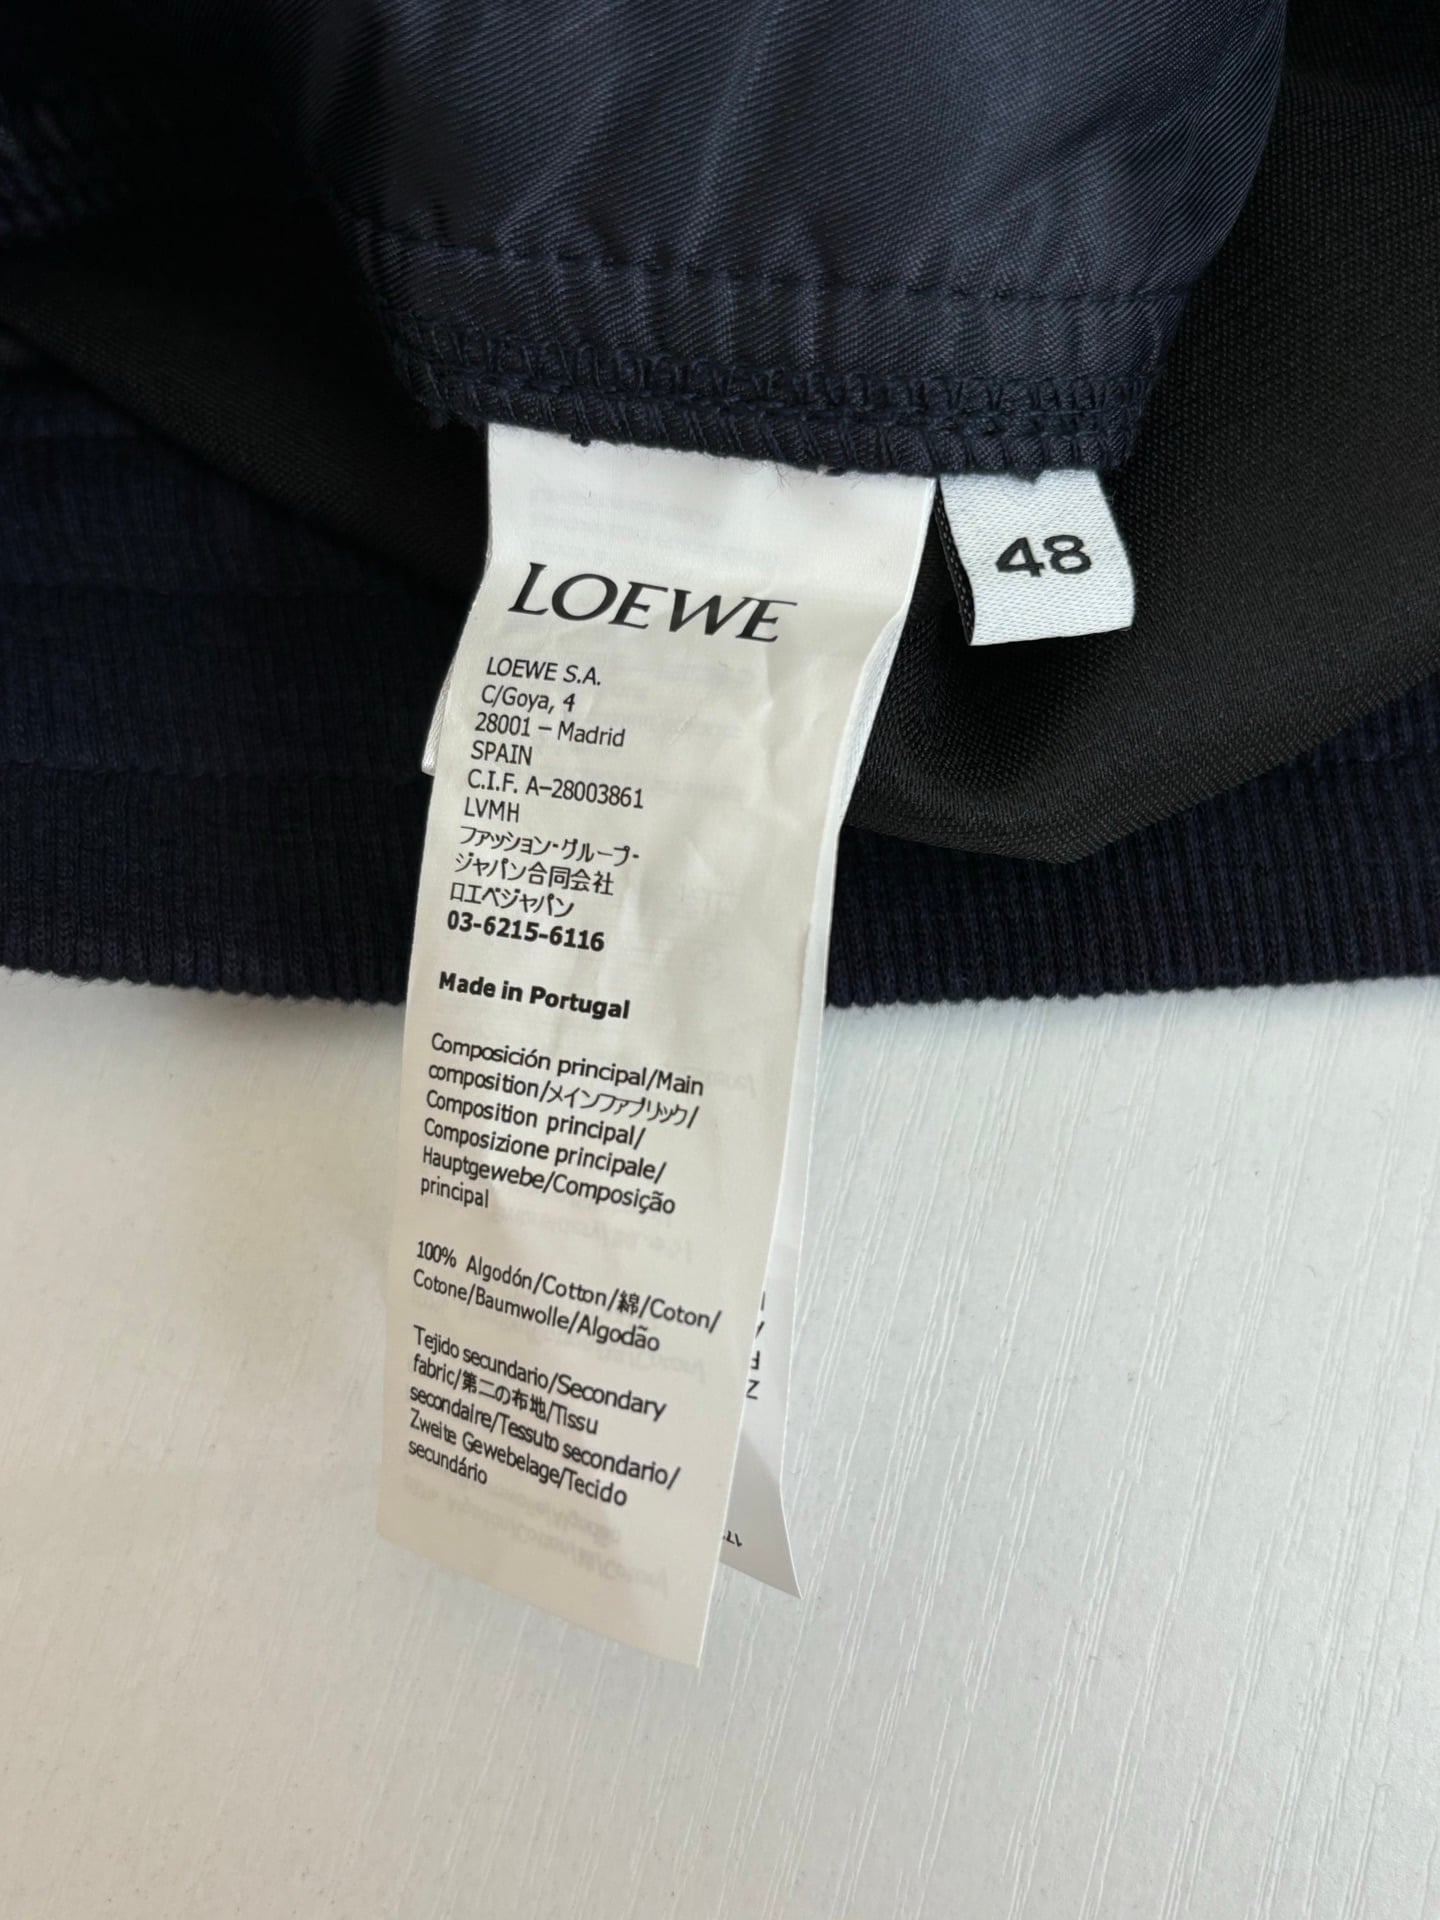 48
LOEWE
LOEWE S.A.
C/Goya, 4
28001 – Madrid
SPAIN
C.I.F. A–28003861
LVMH
ファッション・グループ・
ジャパン合同会社
ロエベジャパン
03-6215-6116
Made in Portugal
Composición principal/Main
composition/メインファブリック/
Composition principal/
Composizione principale/
Hauptgewebe/Composição
principal
100% Algodón/Cotton/綿/Coton/
Cotone/Baumwolle/Algodão
Tejido secundario/Secondary
fabric/第二の布地/Tissu
secondaire/Tessuto secondario/
Zweite Gewebelage/Tecido
secundário